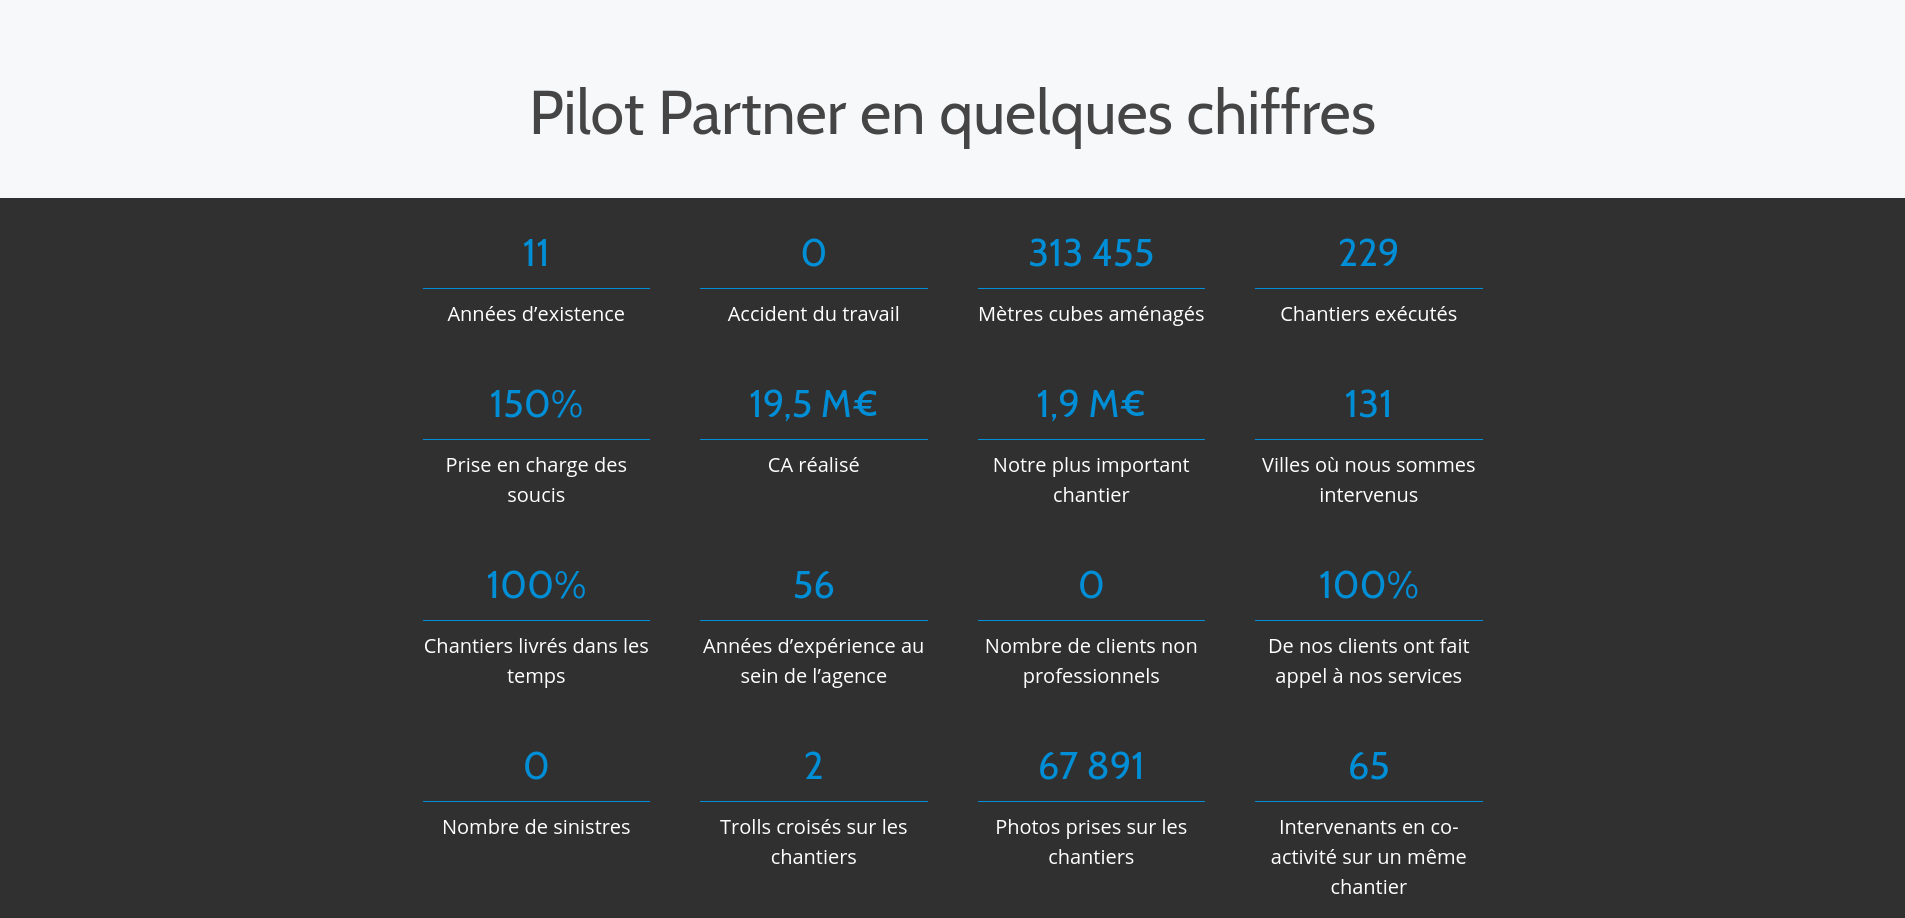 Pilot Partner en quelques chiffres
11
Années d’existence
0
Accident du travail
313 455
Mètres cubes aménagés
229
Chantiers exécutés
150%
Prise en charge des
soucis
19,5 M€
CA réalisé
1,9 M€
Notre plus important
chantier
131
Villes où nous sommes
intervenus
100%
Chantiers livrés dans les
temps
56
Années d’expérience au
sein de l’agence
0
Nombre de clients non
professionnels
100%
De nos clients ont fait
appel à nos services
0
Nombre de sinistres
2
Trolls croisés sur les
chantiers
67 891
Photos prises sur les
chantiers
65
Intervenants en co-
activité sur un même
chantier